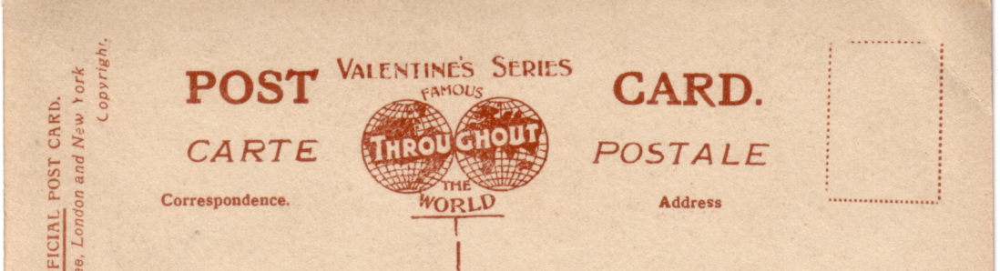 VALENTINE'S SERIES
POST CARD.
FAMOUS
THROUGHOUT
CARTE POSTALE
THE
WORLD
Correspondence. Address
FICIAL POST CARD.
London and New York
Copyright.